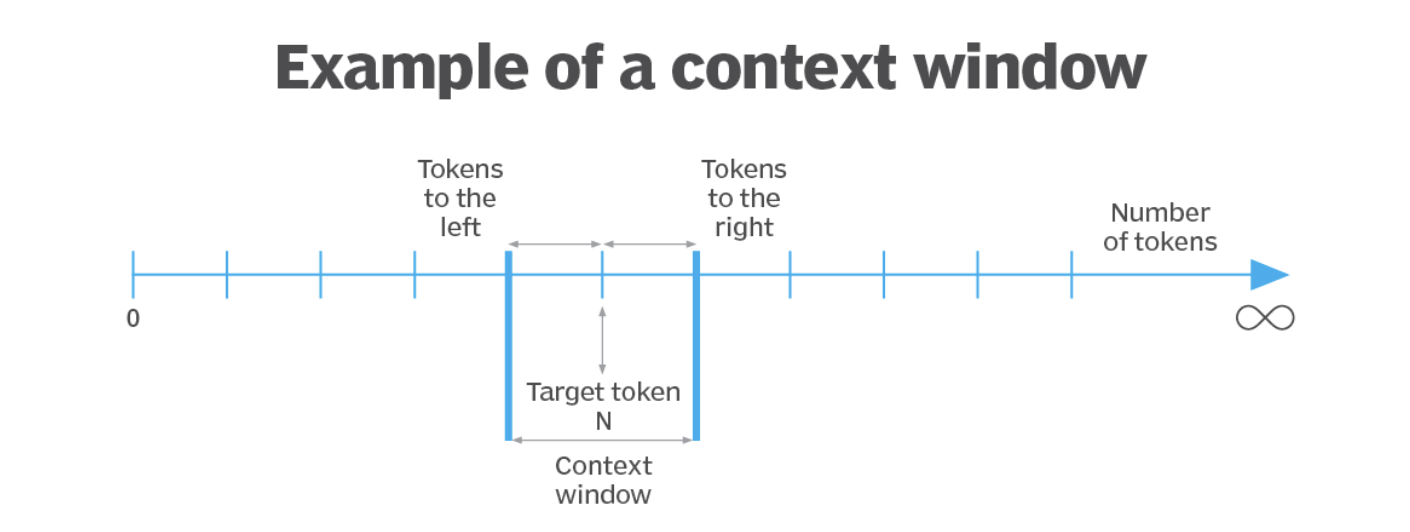 Example of a context window
Tokens
to the
left
Tokens
to the
right
Number
of tokens
0
∞
Target token
N
Context
window